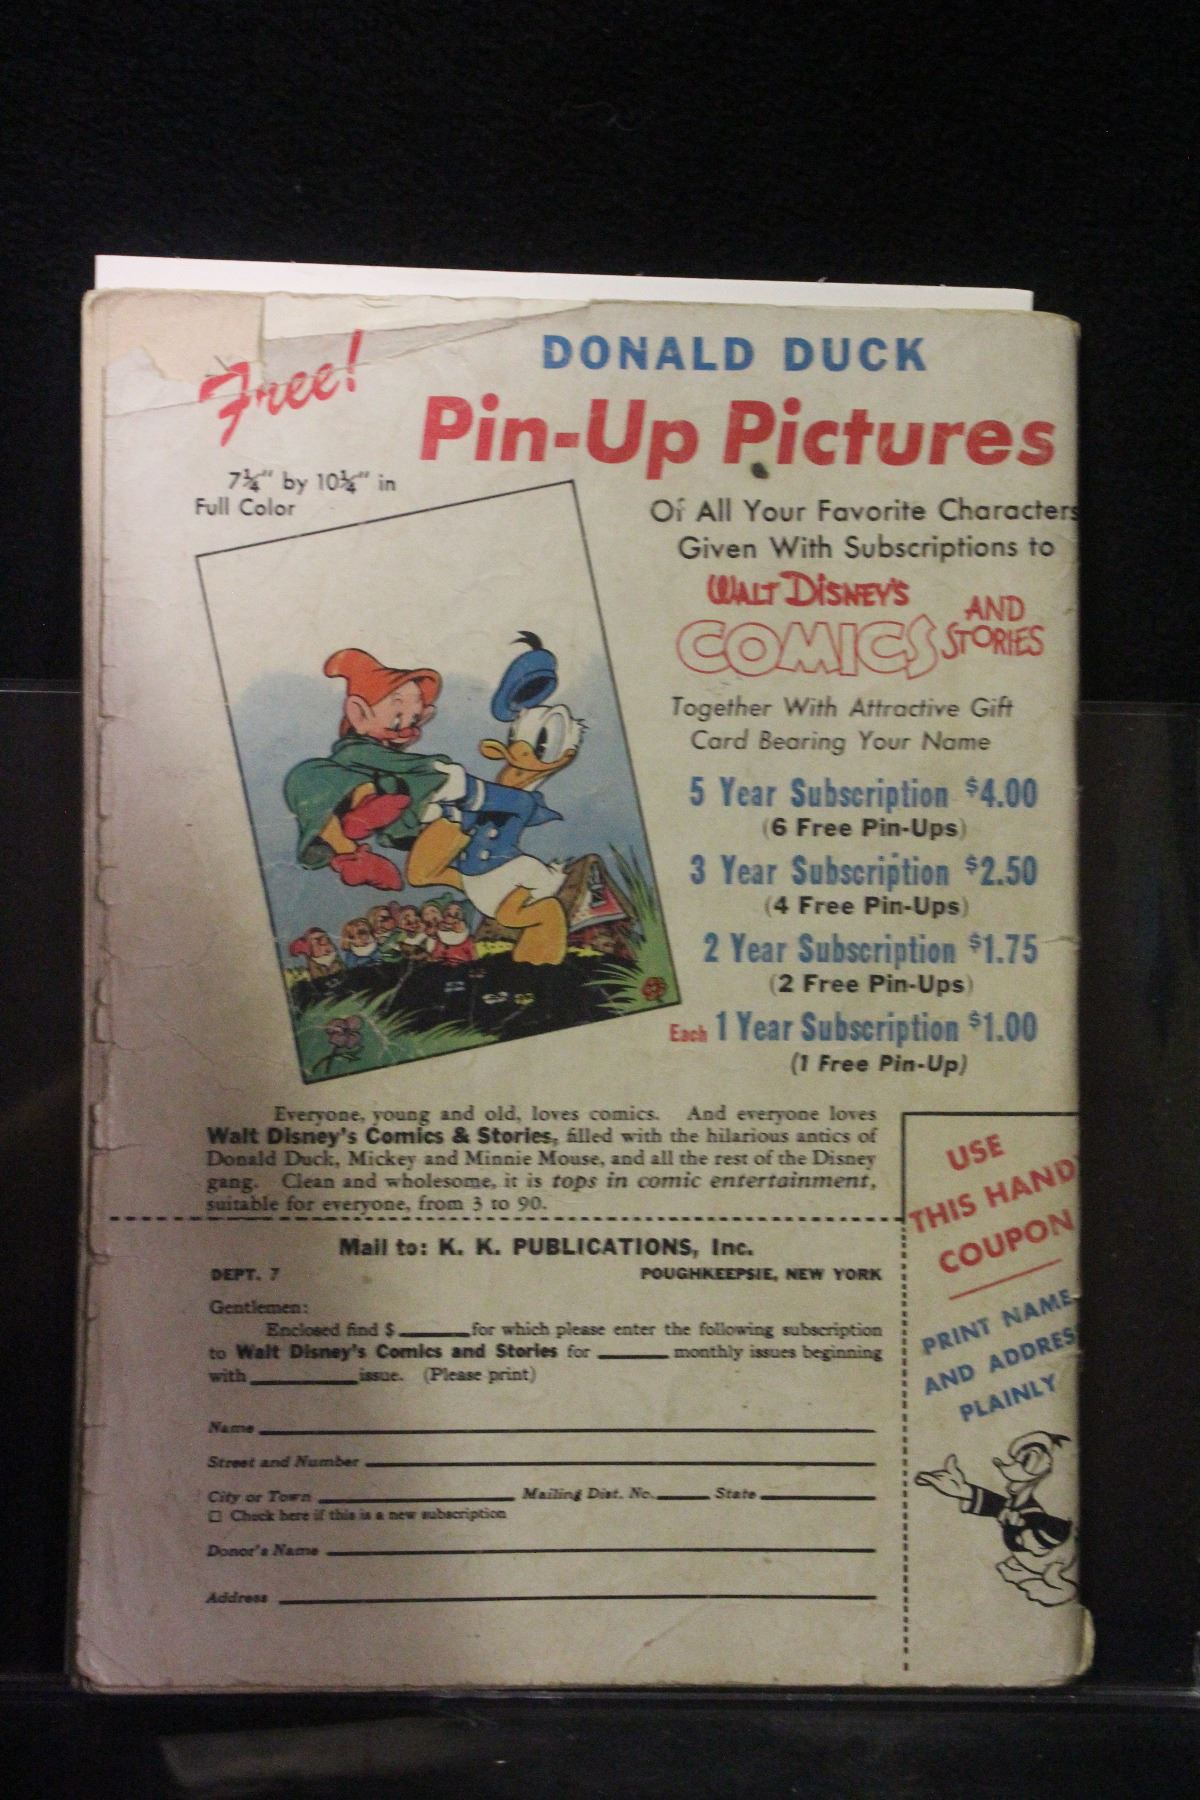 Free!
DONALD DUCK
Pin-Up Pictures
7¼" by 10¼" in
Full Color
Of All Your Favorite Characters
Given With Subscriptions to
WALT DISNEY'S
COMICS AND STORIES
Together With Attractive Gift
Card Bearing Your Name
5 Year Subscription $4.00
(6 Free Pin-Ups)
3 Year Subscription $2.50
(4 Free Pin-Ups)
2 Year Subscription $1.75
(2 Free Pin-Ups)
Each 1 Year Subscription $1.00
(1 Free Pin-Up)
Everyone, young and old, loves comics. And everyone loves
Walt Disney's Comics & Stories, filled with the hilarious antics of
Donald Duck, Mickey and Minnie Mouse, and all the rest of the Disney
gang. Clean and wholesome, it is tops in comic entertainment,
suitable for everyone, from 3 to 90.
Mail to: K. K. PUBLICATIONS, Inc.
DEPT. 7 POUGHKEEPSIE, NEW YORK
Gentlemen:
Enclosed find $ for which please enter the following subscription
to Walt Disney's Comics and Stories for monthly issues beginning
with issue. (Please print)
Name
Street and Number
City or Town Mailing Dist. No. State
Check here if this is a new subscription
Donor's Name
Address
USE
THIS HAND
COUPON
PRINT NAME
AND ADDRES
PLAINLY